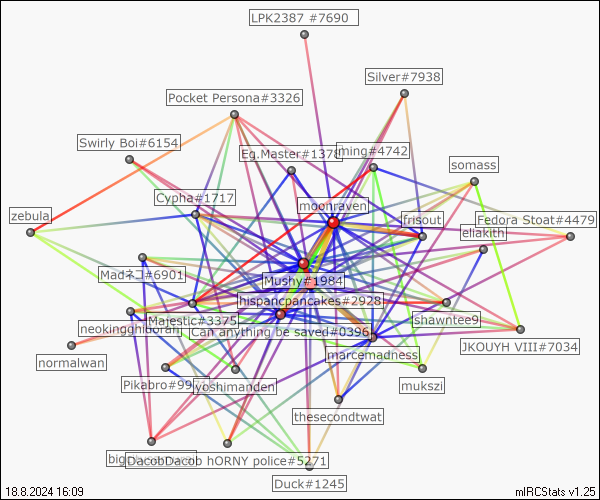 LPK2387 #7690
Silver#7938
Pocket Persona#3326
Swirly Boi#6154
Eg.Master#1378
ming#4742
somass
Cypha#1717
moonraven
zebula
frisout
Fedora Stoat#4479
eliakith
Madネコ#6901
Mushy#1984
hispancpancakes#2928
Majestic#3375
Can anything be saved#0396
shawntee9
neokingghiborah
JKOUYH VIII#7034
normalwan
marcemadness
Pikabro#99
yoshimanden
mukszi
thesecondtwat
big
DacobDacob hORNY police#5271
Duck#1245
18.8.2024 16:09
mIRCStats v1.25